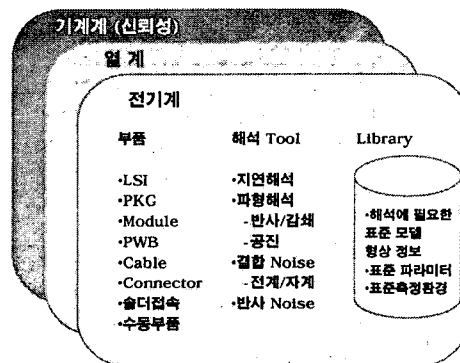 기계계 (신뢰성)
열 계
전기계
부품
·LSI
·PKG
·Module
·PWB
·Cable
·Connector
·솔더접속
·수동부품
해석 Tool
·지연해석
·파형해석
-반사/감쇄
-공진
·결합 Noise
-전계/자계
·반사 Noise
Library
·해석에 필요한
표준 모델
형상 정보
·표준 파라미터
·표준측정환경